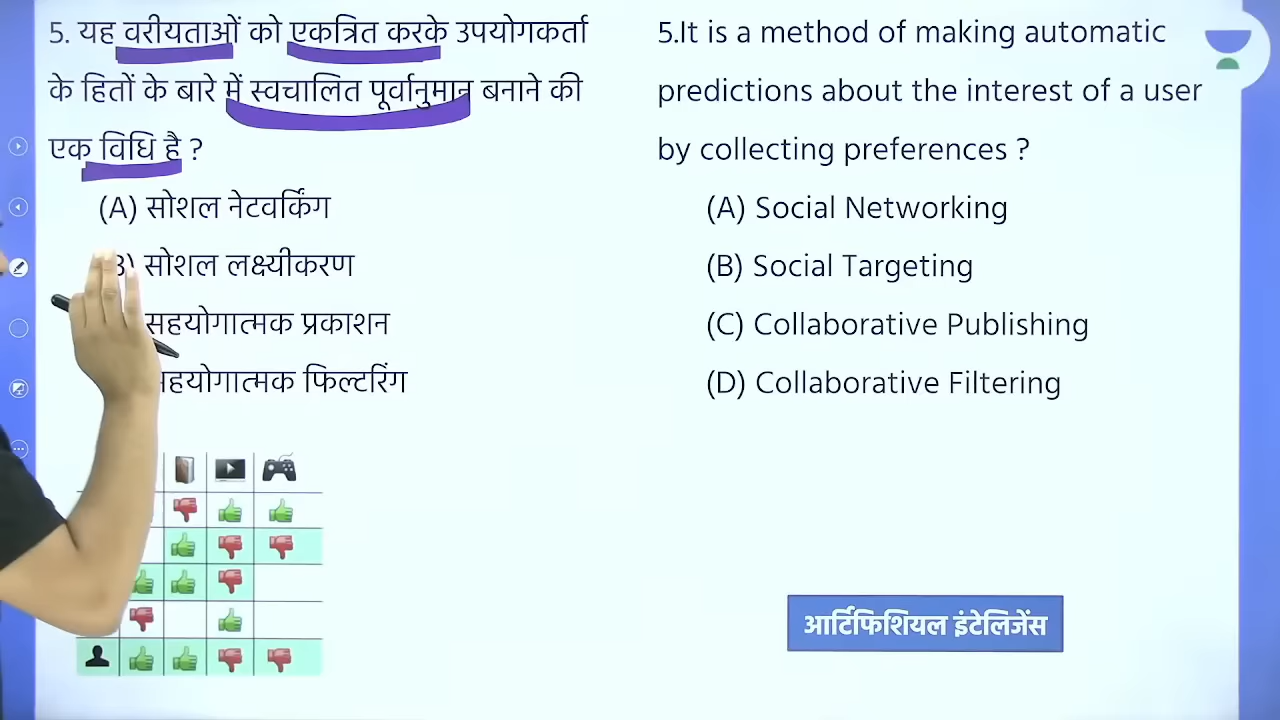 5. यह वरीयताओं को एकत्रित करके उपयोगकर्ता
के हितों के बारे में स्वचालित पूर्वानुमान बनाने की
एक विधि है ?
(A) सोशल नेटवर्किंग
B) सोशल लक्ष्यीकरण
सहयोगात्मक प्रकाशन
सहयोगात्मक फिल्टरिंग
5.It is a method of making automatic
predictions about the interest of a user
by collecting preferences ?
(A) Social Networking
(B) Social Targeting
(C) Collaborative Publishing
(D) Collaborative Filtering
आर्टिफिशियल इंटेलिजेंस